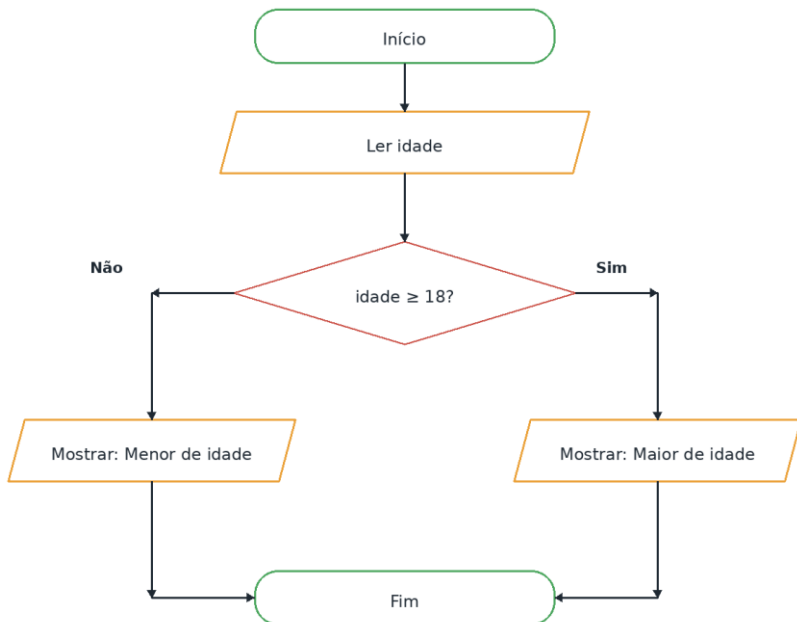 Início
Ler idade
Não
Sim
idade ≥ 18?
Mostrar: Menor de idade
Mostrar: Maior de idade
Fim